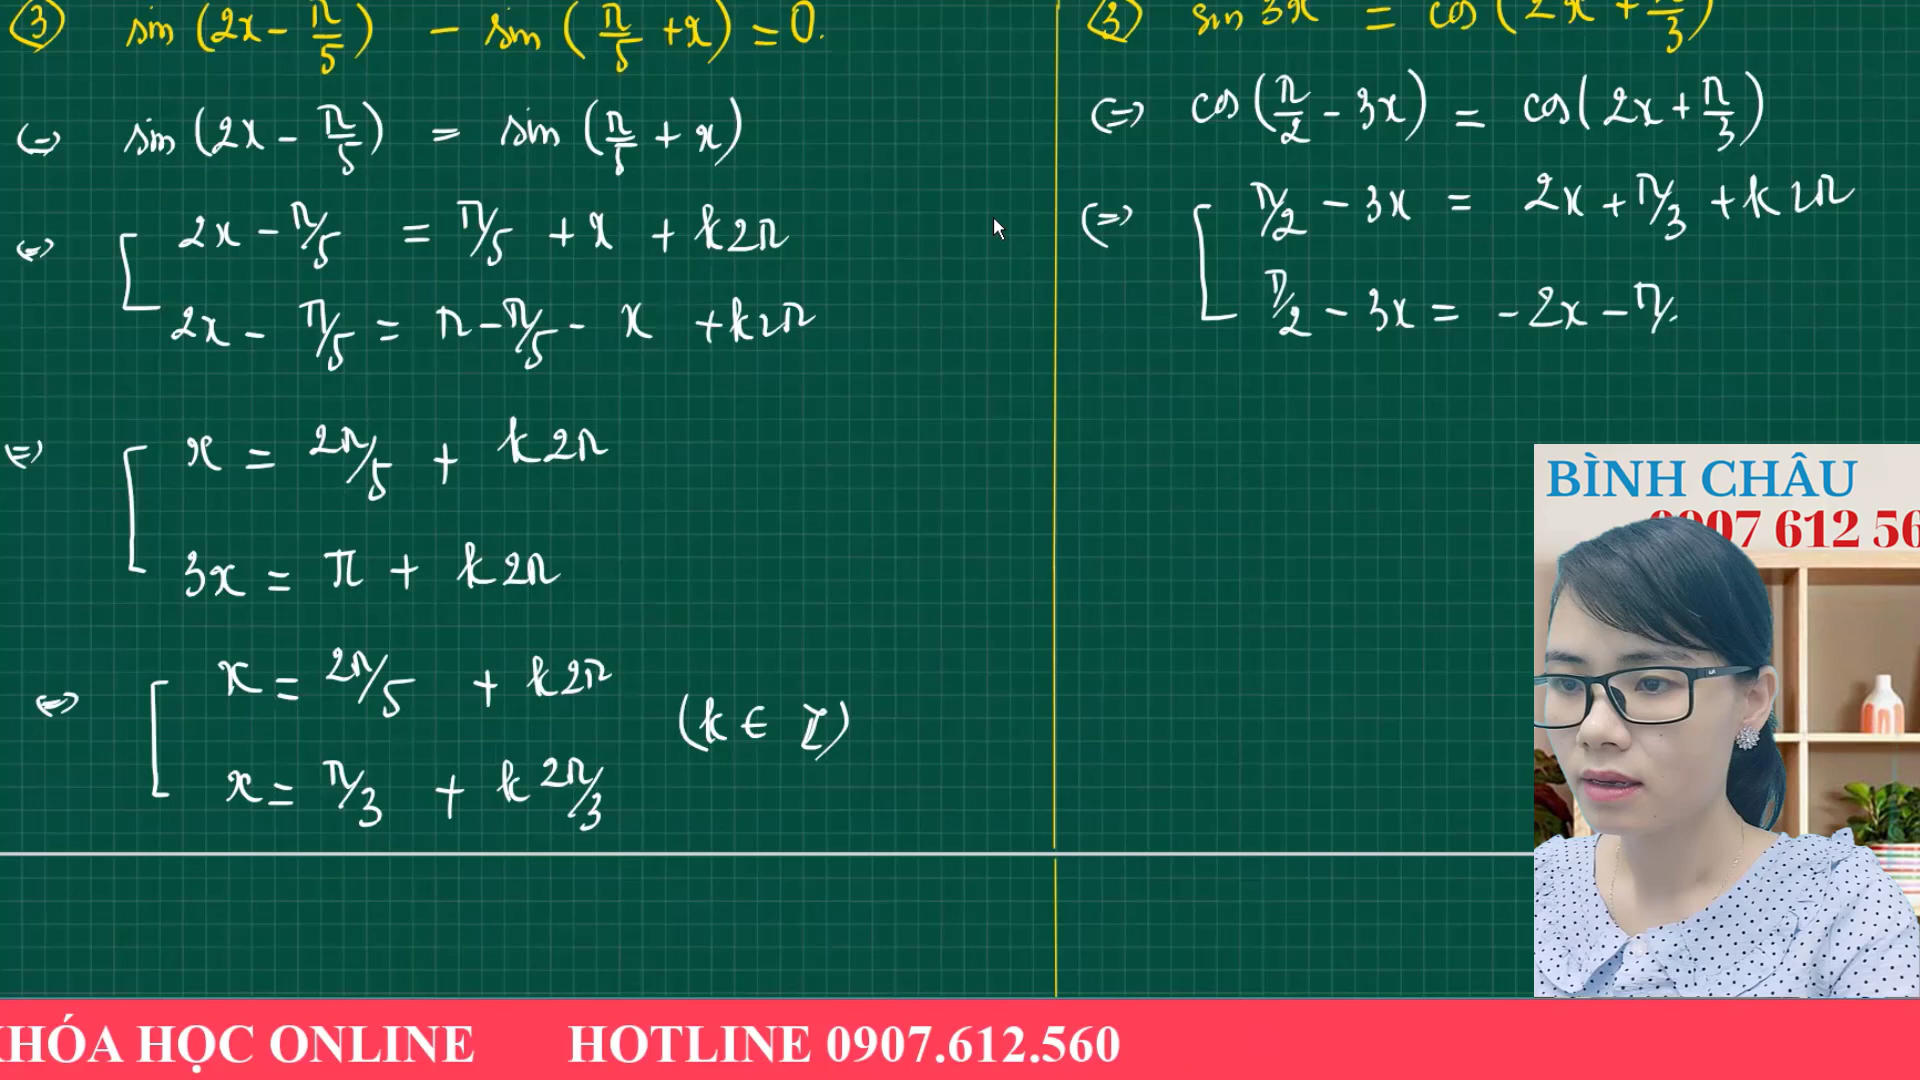 ③ sin (2x - π/5) - sin (π/5 + x) = 0.
(=) sin (2x - π/5) = sin (π/5 + x)
(=) [ 2x - π/5 = π/5 + x + k2π
2x - π/5 = π - π/5 - x + k2π
(=) [ x = 2π/5 + k2π
3x = π + k2π
(=) [ x = 2π/5 + k2π
x = π/3 + k2π/3
(k ∈ Z)
sin 3x = cos (2x + π/3)
(=) cos (π/2 - 3x) = cos (2x + π/3)
(=) [ π/2 - 3x = 2x + π/3 + k2π
π/2 - 3x = -2x - π/
BÌNH CHÂU
07 612 56
KHÓA HỌC ONLINE HOTLINE 0907.612.560